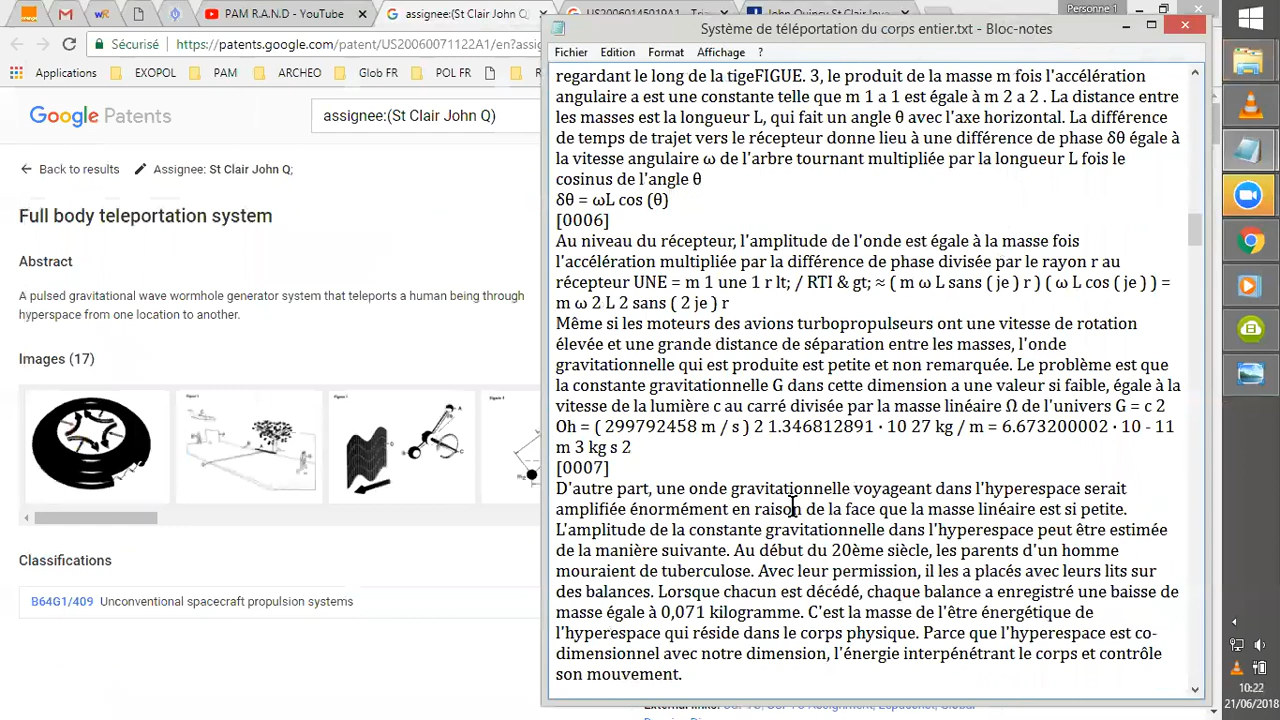 PAM R.A.ND - YouTube
assignee:(St Clair John
US20060014501A1
John Quincy St Clair
Personne 1
Sécurisé
https://patents.google.com/patent/US20060071122A1/en?assig
Applications
EXOPOL
PAM
ARCHEO
Glob FR
POL FR
Google Patents
assignee:(St Clair John Q)
Back to results
Assignee: St Clair John Q;
Full body teleportation system
Abstract
A pulsed gravitational wave wormhole generator system that teleports a human being through
hyperspace from one location to another.
Images (17)
Classifications
B64G1/409 Unconventional spacecraft propulsion systems
Système de téléportation du corps entier.txt - Bloc-notes
Fichier Edition Format Affichage ?
regardant le long de la tigeFIGUE. 3, le produit de la masse m fois l'accélération
angulaire a est une constante telle que m 1 a 1 est égale à m 2 a 2 . La distance entre
les masses est la longueur L, qui fait un angle θ avec l'axe horizontal. La différence
de temps de trajet vers le récepteur donne lieu à une différence de phase δθ égale à
la vitesse angulaire ω de l'arbre tournant multipliée par la longueur L fois le
cosinus de l'angle θ
δθ = ωL cos (θ)
[0006]
Au niveau du récepteur, l'amplitude de l'onde est égale à la masse fois
l'accélération multipliée par la différence de phase divisée par le rayon r au
récepteur UNE = m 1 une 1 r lt; / RTI & gt; ≈ ( m ω L sans ( je ) r ) ( ω L cos ( je ) ) =
m ω 2 L 2 sans ( 2 je ) r
Même si les moteurs des avions turbopropulseurs ont une vitesse de rotation
élevée et une grande distance de séparation entre les masses, l'onde
gravitationnelle qui est produite est petite et non remarquée. Le problème est que
la constante gravitationnelle G dans cette dimension a une valeur si faible, égale à la
vitesse de la lumière c au carré divisée par la masse linéaire Ω de l'univers G = c 2
Oh = ( 299792458 m / s ) 2 1.346812891 · 10 27 kg / m = 6.673200002 · 10 - 11
m 3 kg s 2
[0007]
D'autre part, une onde gravitationnelle voyageant dans l'hyperespace serait
amplifiée énormément en raison de la face que la masse linéaire est si petite.
L'amplitude de la constante gravitationnelle dans l'hyperespace peut être estimée
de la manière suivante. Au début du 20ème siècle, les parents d'un homme
mouraient de tuberculose. Avec leur permission, il les a placés avec leurs lits sur
des balances. Lorsque chacun est décédé, chaque balance a enregistré une baisse de
masse égale à 0,071 kilogramme. C'est la masse de l'être énergétique de
l'hyperespace qui réside dans le corps physique. Parce que l'hyperespace est co-
dimensionnel avec notre dimension, l'énergie interpénétrant le corps et contrôle
son mouvement.
10:22
21/06/2018